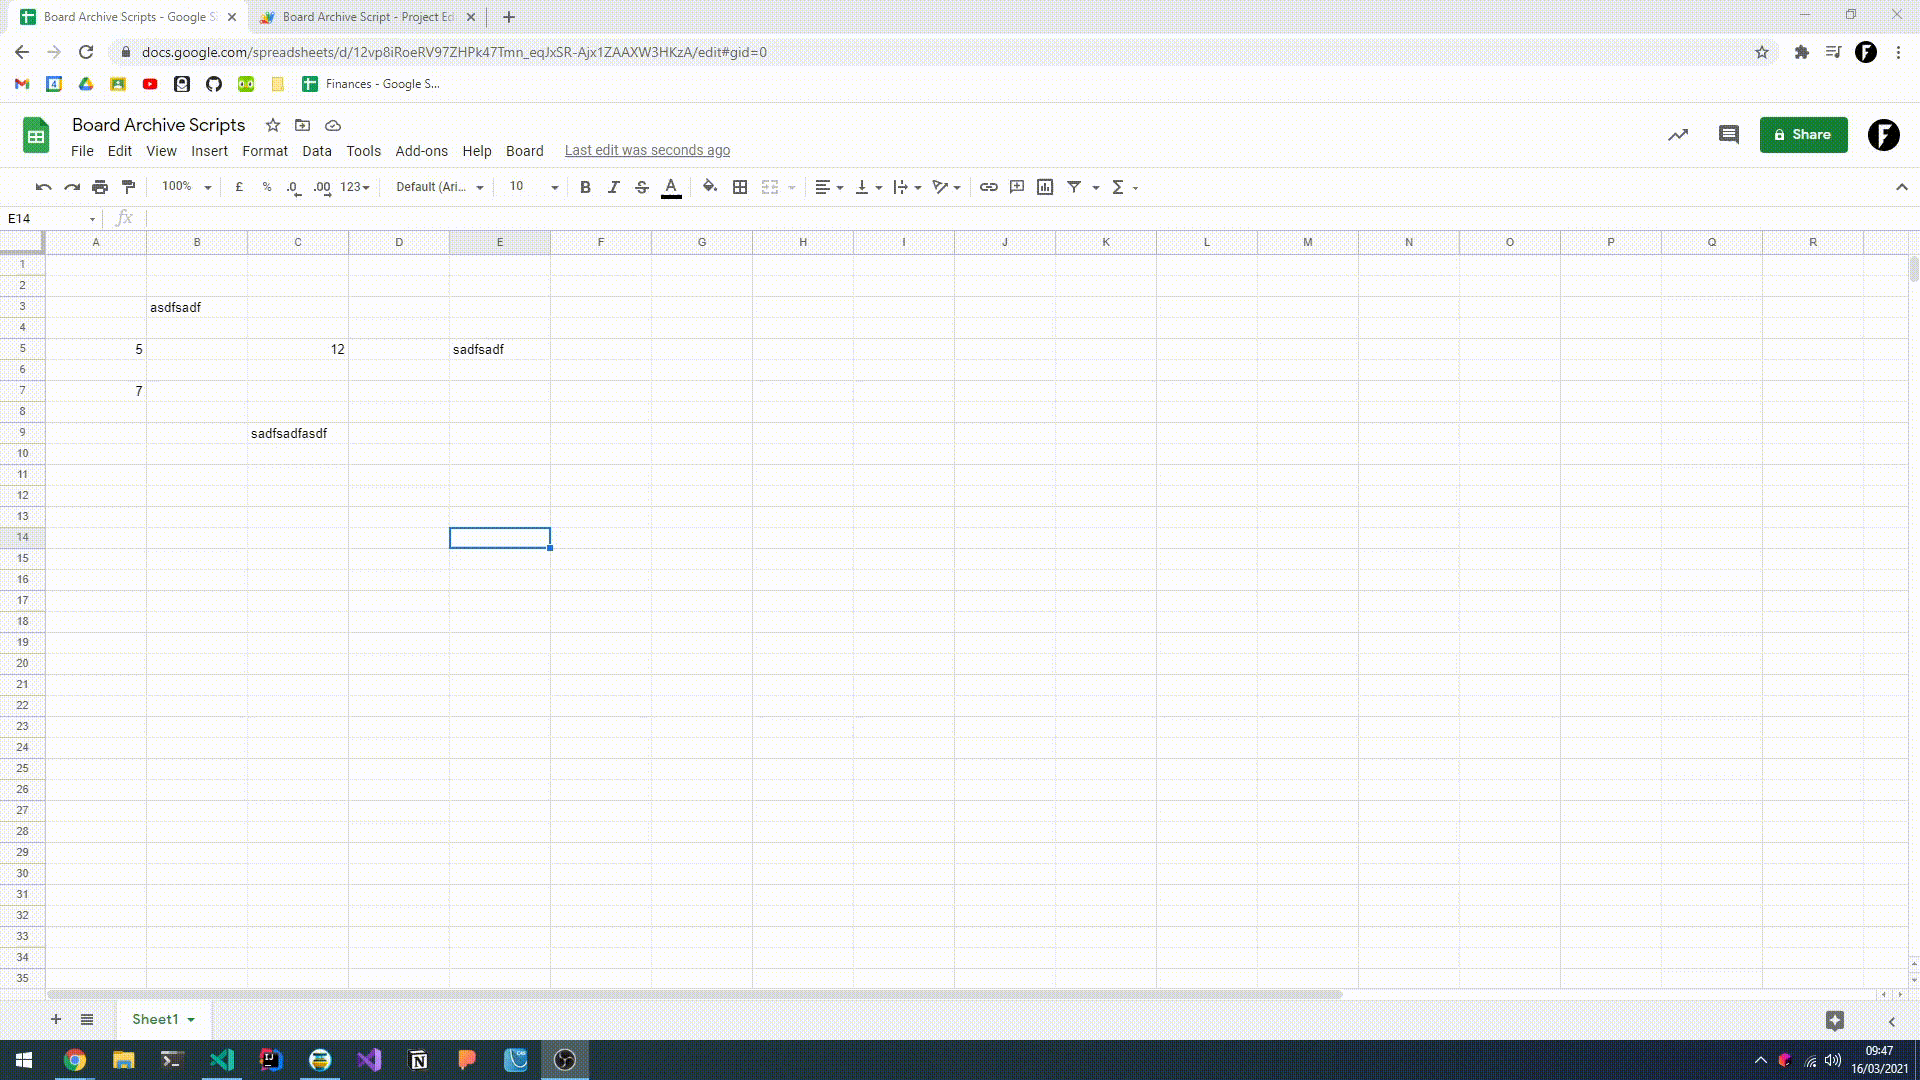 Board Archive Scripts - Google S
Board Archive Script - Project Ed
docs.google.com/spreadsheets/d/12vp8iRoeRV97ZHPk47Tmn_eqJxSR-Ajx1ZAAXW3HKzA/edit#gid=0
Finances - Google S...
Board Archive Scripts
Share
File Edit View Insert Format Data Tools Add-ons Help Board Last edit was seconds ago
100% £ % .0 .00 123 Default (Ari... 10 B I S A
E14 fx
A B C D E F G H I J K L M N O P Q R
1
2
3 asdfsadf
4
5 5 12 sadfsadf
6
7 7
8
9 sadfsadfasdf
10
11
12
13
14
15
16
17
18
19
20
21
22
23
24
25
26
27
28
29
30
31
32
33
34
35
Sheet1
09:47
16/03/2021